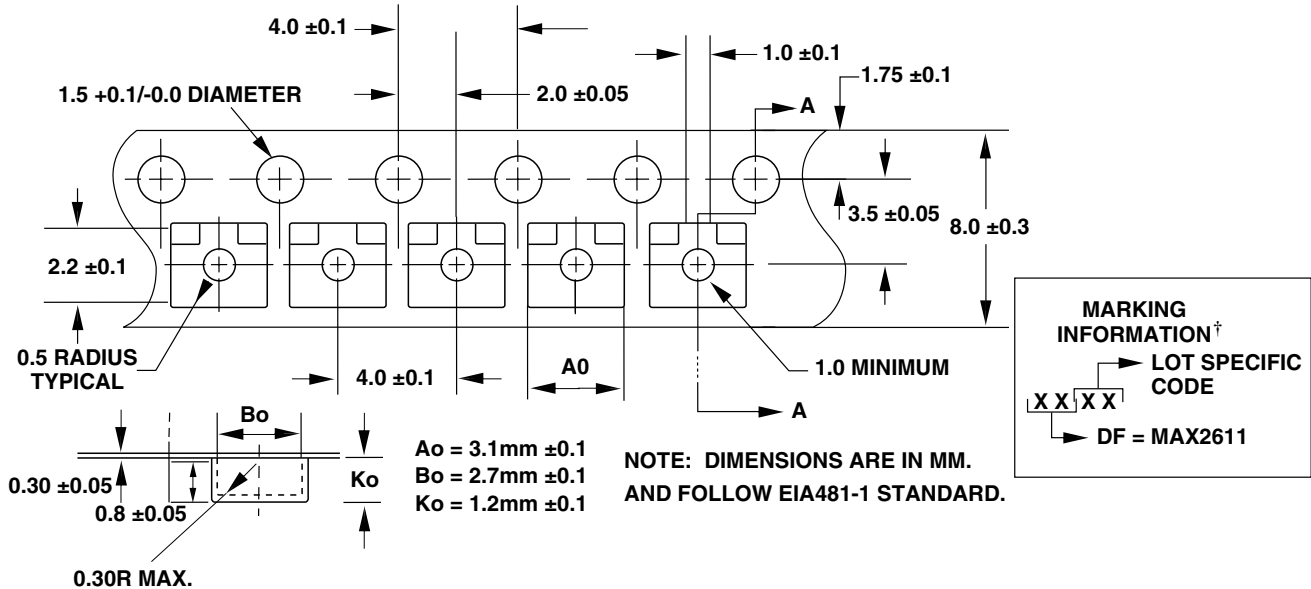 4.0 ±0.1
1.0 ±0.1
1.75 ±0.1
1.5 +0.1/-0.0 DIAMETER
2.0 ±0.05
A
3.5 ±0.05
8.0 ±0.3
2.2 ±0.1
0.5 RADIUS
TYPICAL
4.0 ±0.1
A0
1.0 MINIMUM
A
MARKING
INFORMATION†
LOT SPECIFIC
CODE
X X X X
DF = MAX2611
Bo
Ko
0.30 ±0.05
0.8 ±0.05
0.30R MAX.
Ao = 3.1mm ±0.1
Bo = 2.7mm ±0.1
Ko = 1.2mm ±0.1
NOTE: DIMENSIONS ARE IN MM.
AND FOLLOW EIA481-1 STANDARD.